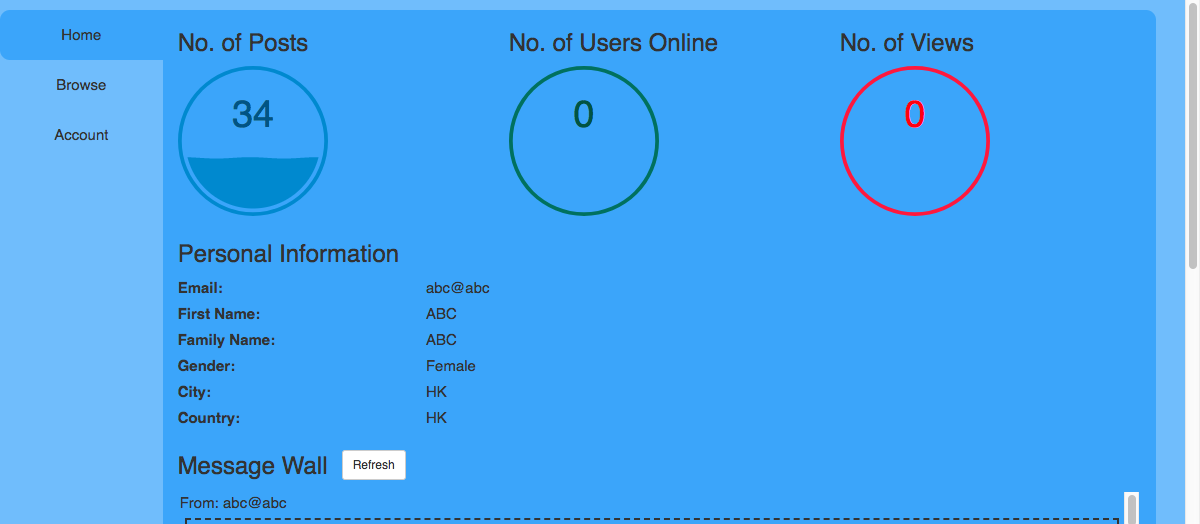 Home
Browse
Account
No. of Posts
No. of Users Online
No. of Views
34
0
0
Personal Information
Email: abc@abc
First Name: ABC
Family Name: ABC
Gender: Female
City: HK
Country: HK
Message Wall Refresh
From: abc@abc